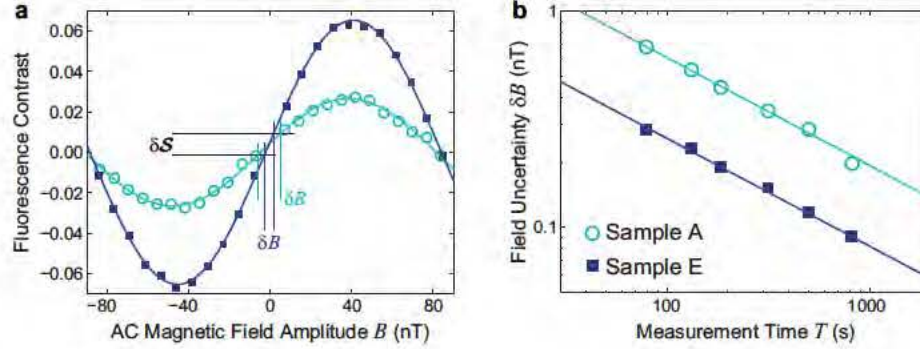 a
0.06
0.04
0.02
0.00
−0.02
−0.04
−0.06
Fluorescence Contrast
δS
δB
δB
−80
−40
0
40
80
AC Magnetic Field Amplitude B (nT)
b
1
0.1
Field Uncertainty δB (nT)
Sample A
Sample E
100
1000
Measurement Time T (s)